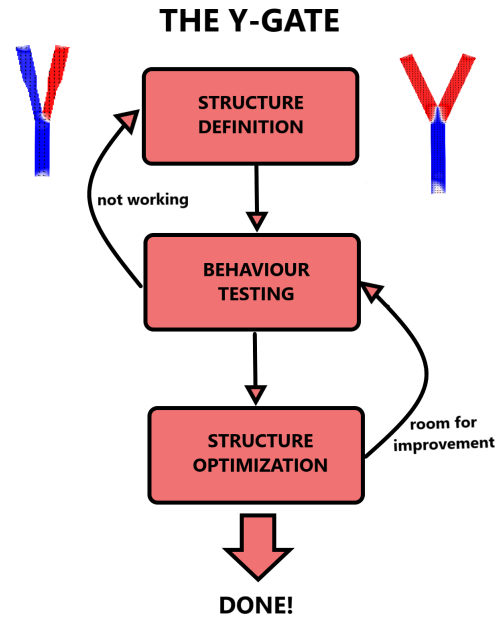 THE Y-GATE
STRUCTURE
DEFINITION
not working
BEHAVIOUR
TESTING
room for
improvement
STRUCTURE
OPTIMIZATION
DONE!